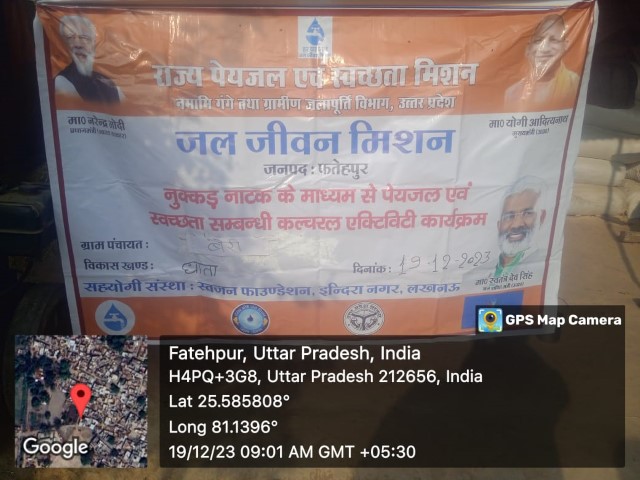 राज्य पेयजल एवं स्वच्छता मिशन
नमामि गंगे तथा ग्रामीण जलापूर्ति विभाग, उत्तर प्रदेश
मा० नरेन्द्र मोदी
मा० योगी आदित्यनाथ
जल जीवन मिशन
जनपद : फतेहपुर
नुक्कड़ नाटक के माध्यम से पेयजल एवं
स्वच्छता सम्बन्धी कल्चरल एक्टिविटी कार्यक्रम
ग्राम पंचायत :
विकास खण्ड : धाता
दिनांक : 19-12-2023
मा० स्वतंत्र देव सिंह
सहयोगी संस्था : स्वजन फाउण्डेशन, इन्दिरा नगर, लखनऊ
GPS Map Camera
Fatehpur, Uttar Pradesh, India
H4PQ+3G8, Uttar Pradesh 212656, India
Lat 25.585808°
Long 81.1396°
19/12/23 09:01 AM GMT +05:30
Google